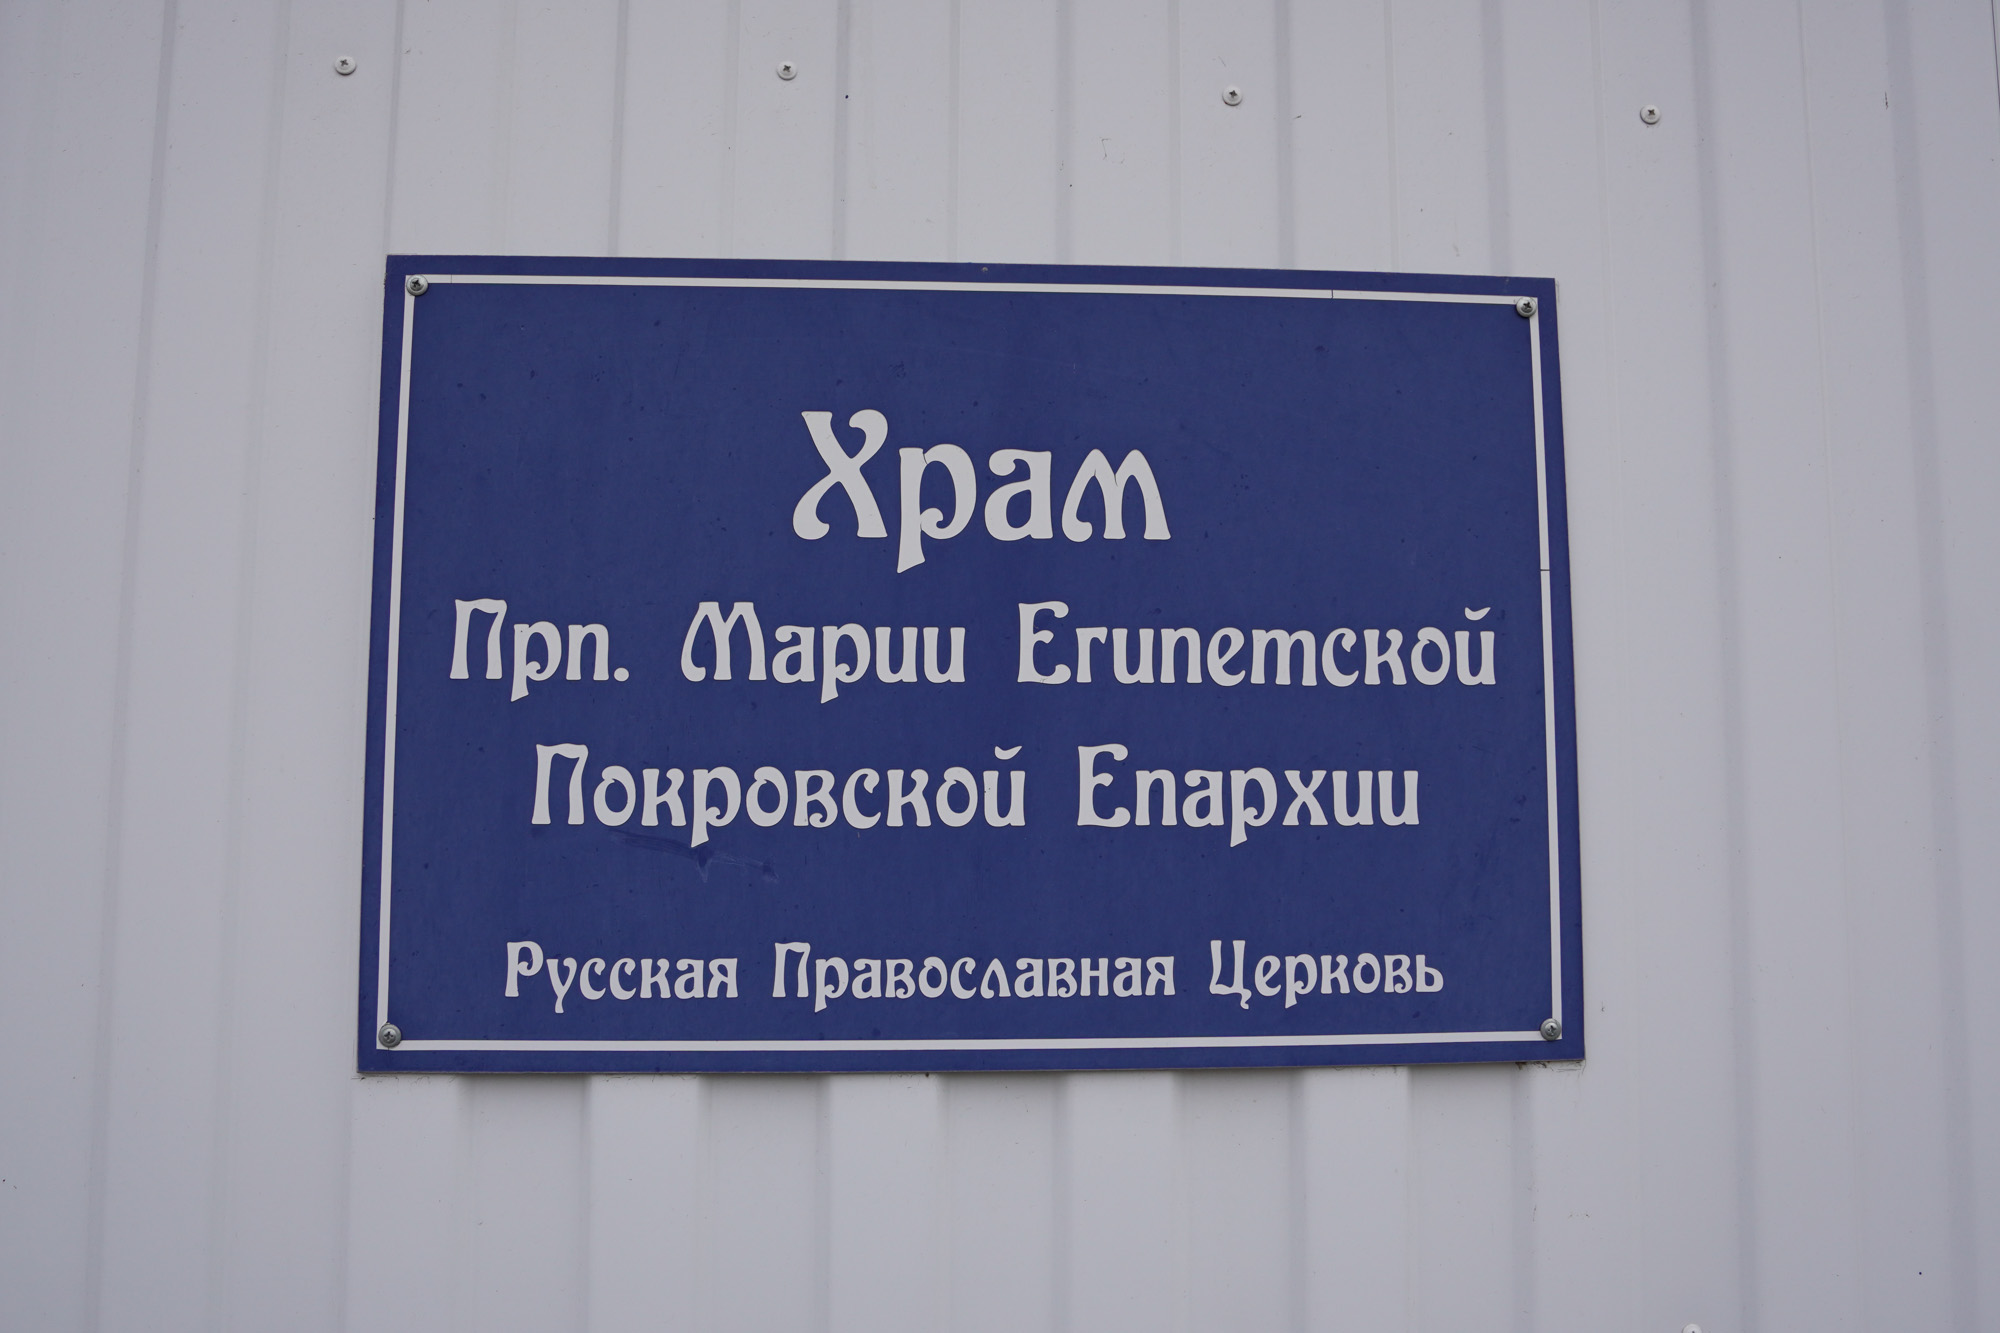 Храм
Прп. Марии Египетской
Покровской Епархии
Русская Православная Церковь